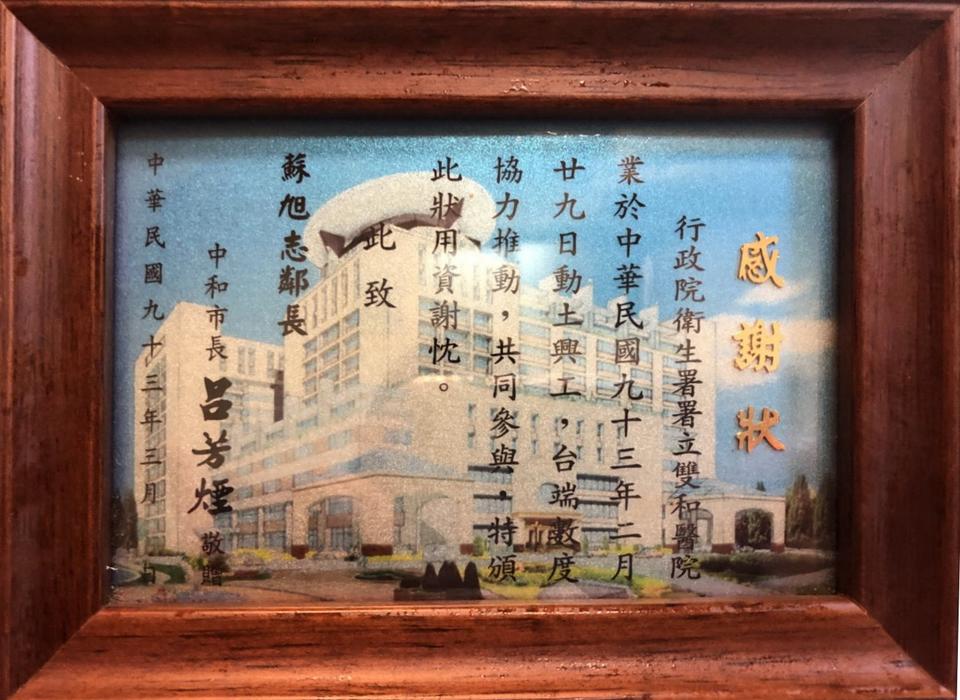 感謝狀
行政院衛生署署立雙和醫院
業於中華民國九十三年二月
廿九日動土興工，台端數度
協力推動，共同參與，特頒
此狀用資謝忱。
此致
蘇旭志鄰長
中和市長 呂芳煙 敬贈
中華民國九十三年三月 日